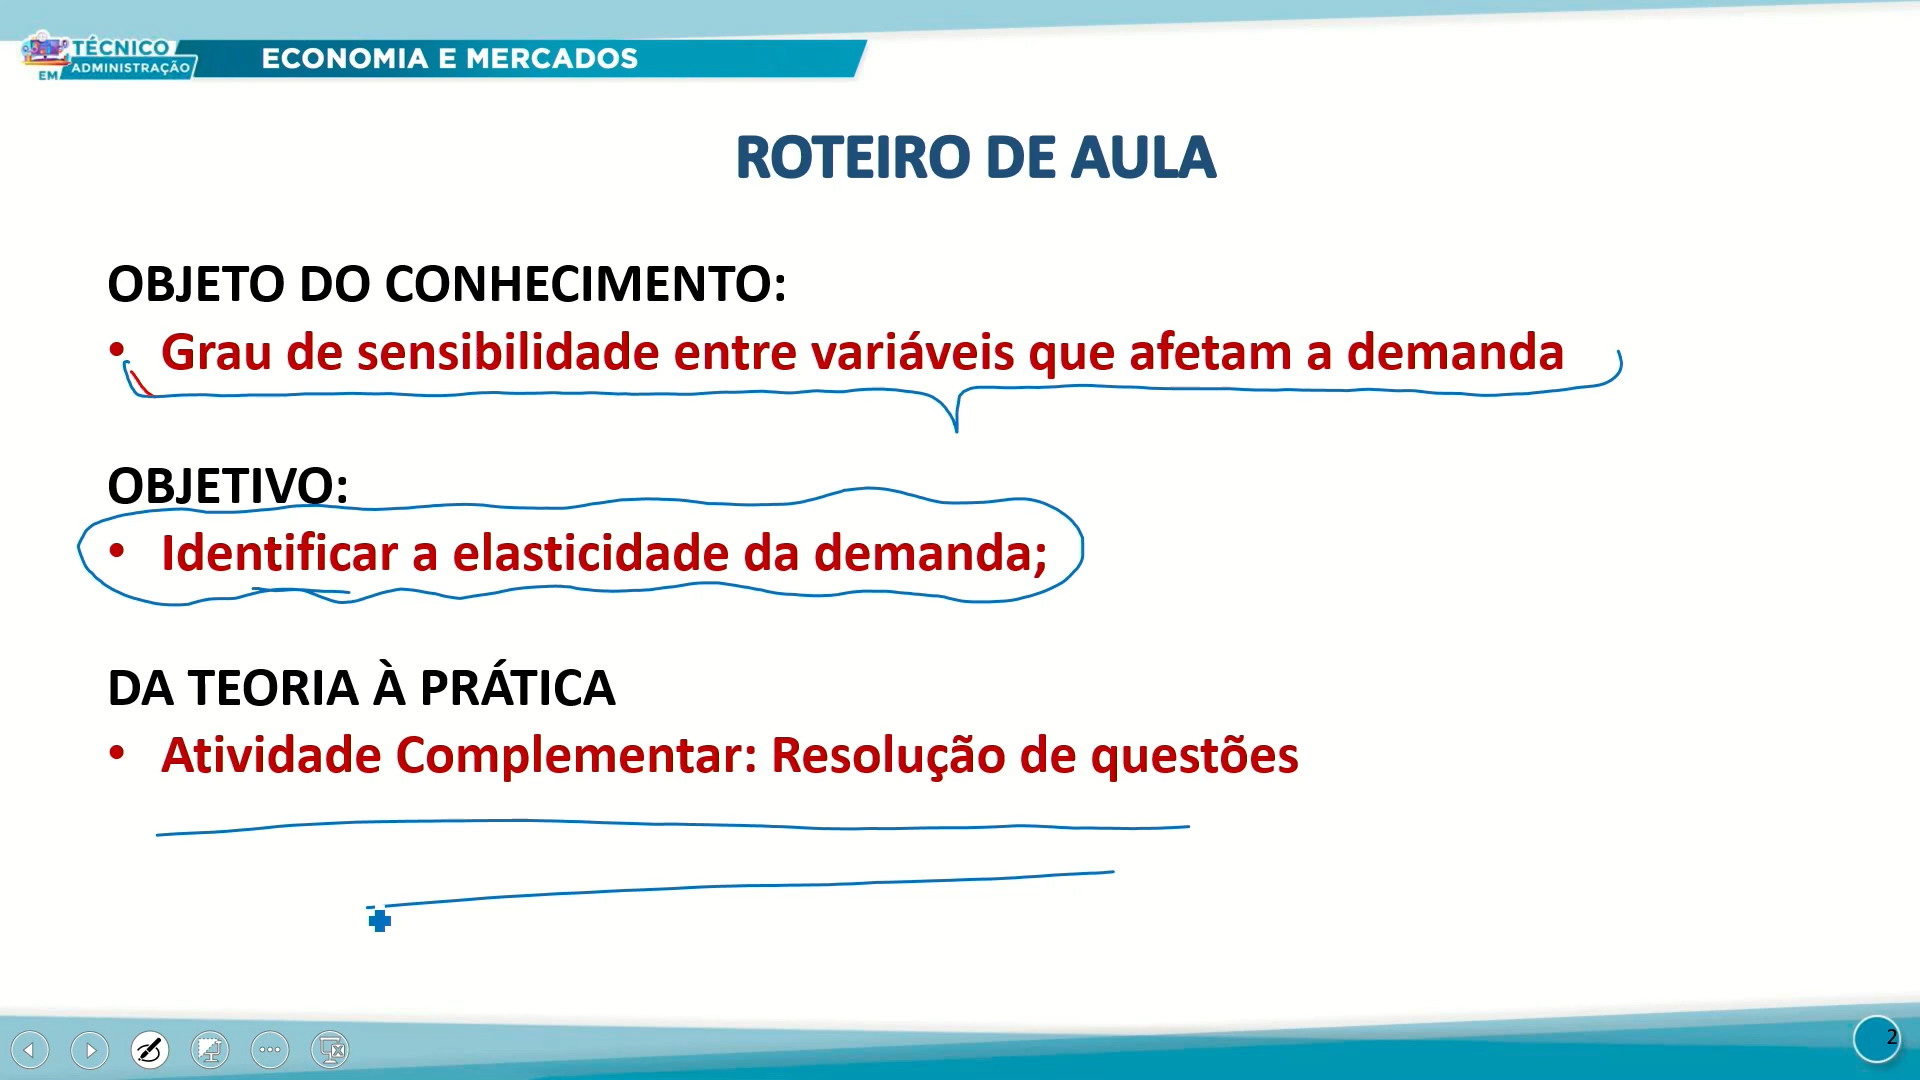 TÉCNICO
EM ADMINISTRAÇÃO
ECONOMIA E MERCADOS
ROTEIRO DE AULA
OBJETO DO CONHECIMENTO:
• Grau de sensibilidade entre variáveis que afetam a demanda
OBJETIVO:
• Identificar a elasticidade da demanda;
DA TEORIA À PRÁTICA
• Atividade Complementar: Resolução de questões
2